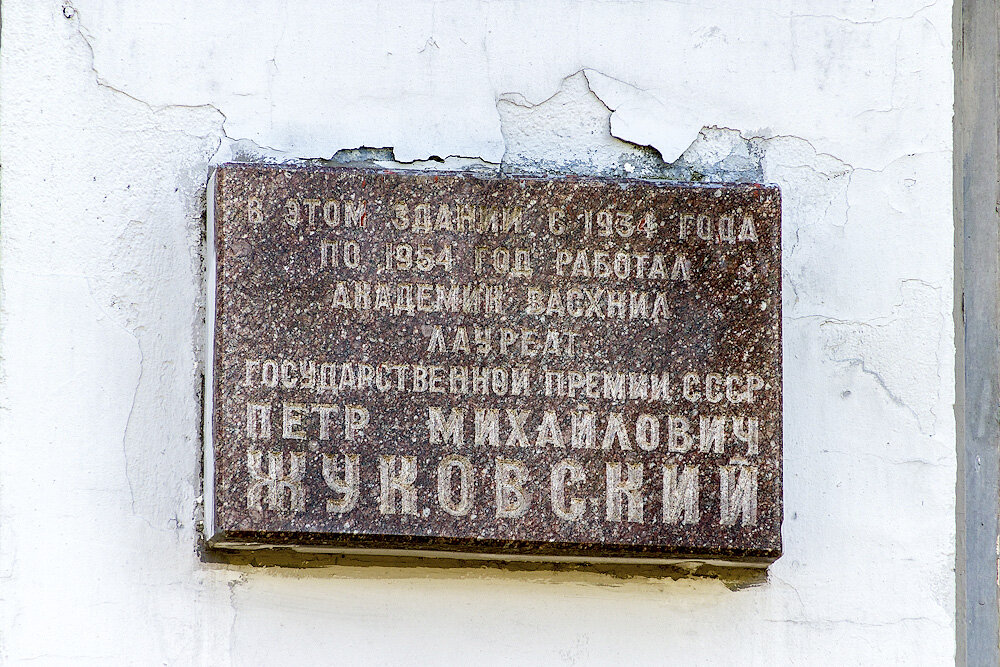 В ЭТОМ ЗДАНИИ С 1934 ГОДА
ПО 1954 ГОД РАБОТАЛ
АКАДЕМИК ВАСХНИЛ
ЛАУРЕАТ
ГОСУДАРСТВЕННОЙ ПРЕМИИ СССР
ПЕТР МИХАЙЛОВИЧ
ЖУКОВСКИЙ